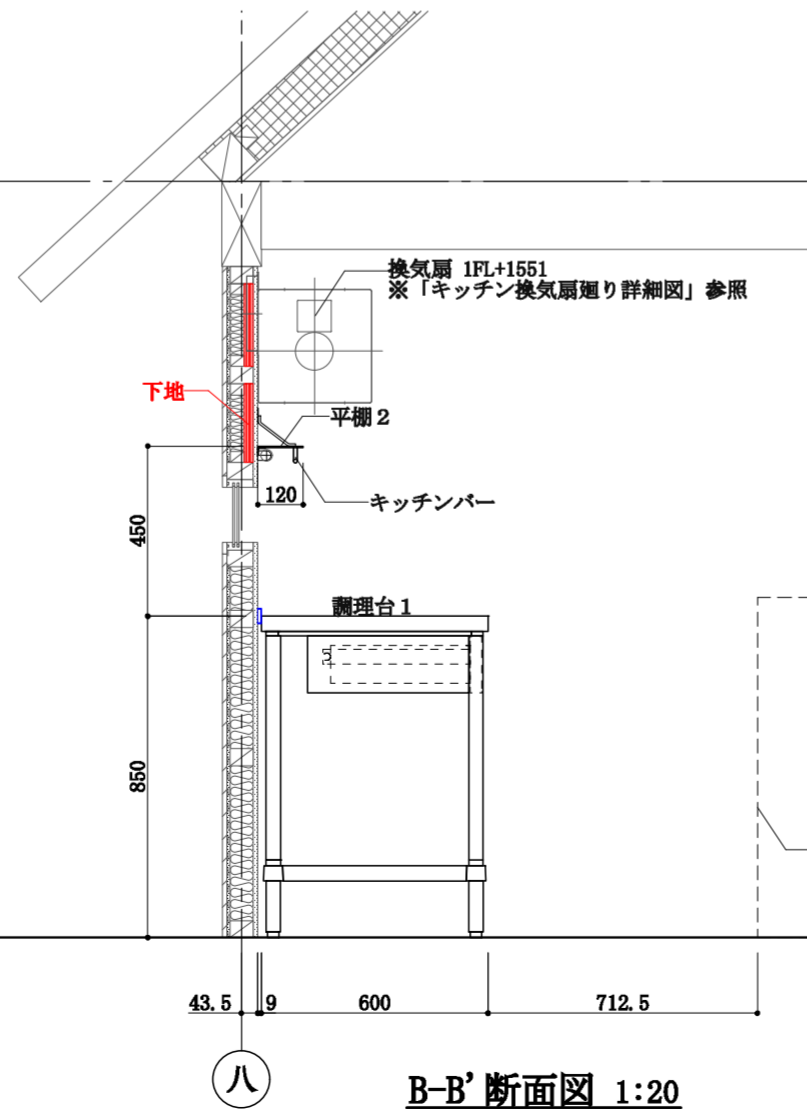 換気扇 1FL+1551
※「キッチン換気扇廻り詳細図」参照
下地
平棚2
120
キッチンバー
450
調理台1
850
43.5
9
600
712.5
八
B-B’断面図 1:20